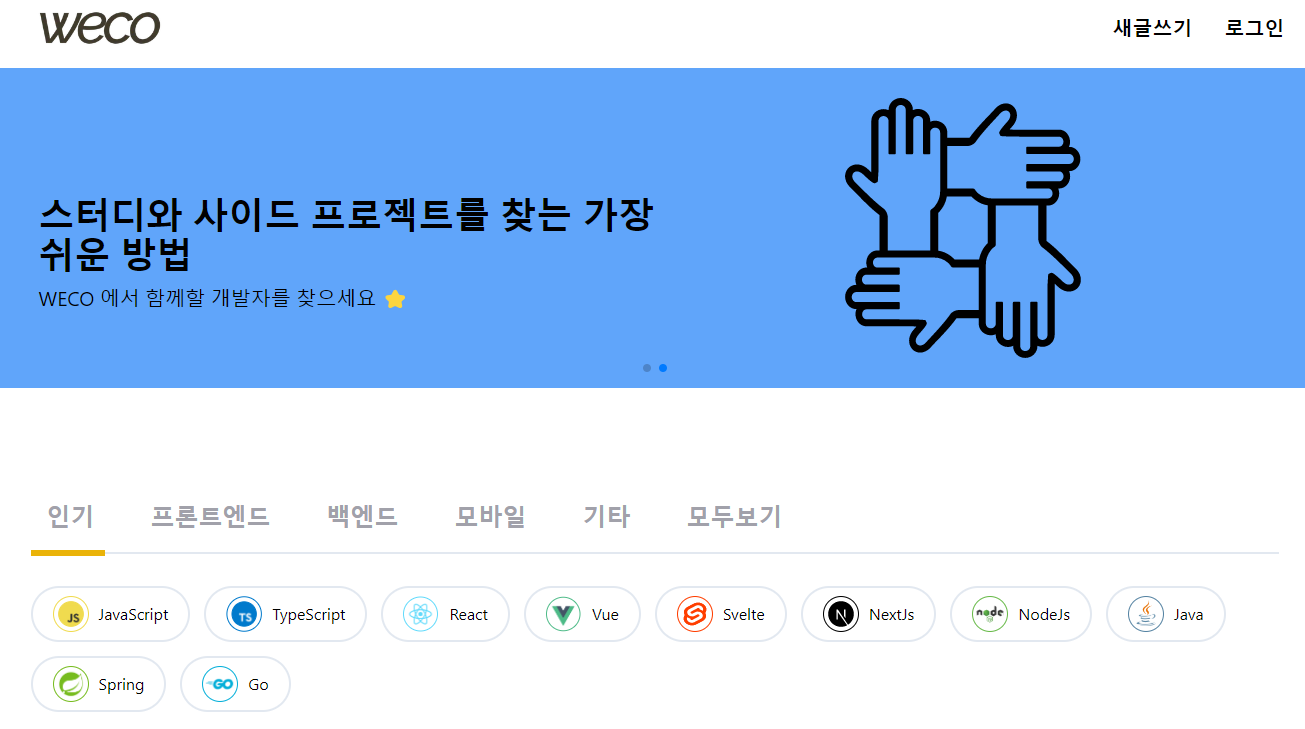 weco
새글쓰기 로그인
스터디와 사이드 프로젝트를 찾는 가장
쉬운 방법
WECO 에서 함께할 개발자를 찾으세요 ⭐
인기 프론트엔드 백엔드 모바일 기타 모두보기
JS JavaScript TS TypeScript React Vue Svelte N NextJs node NodeJs Java
Spring GO Go